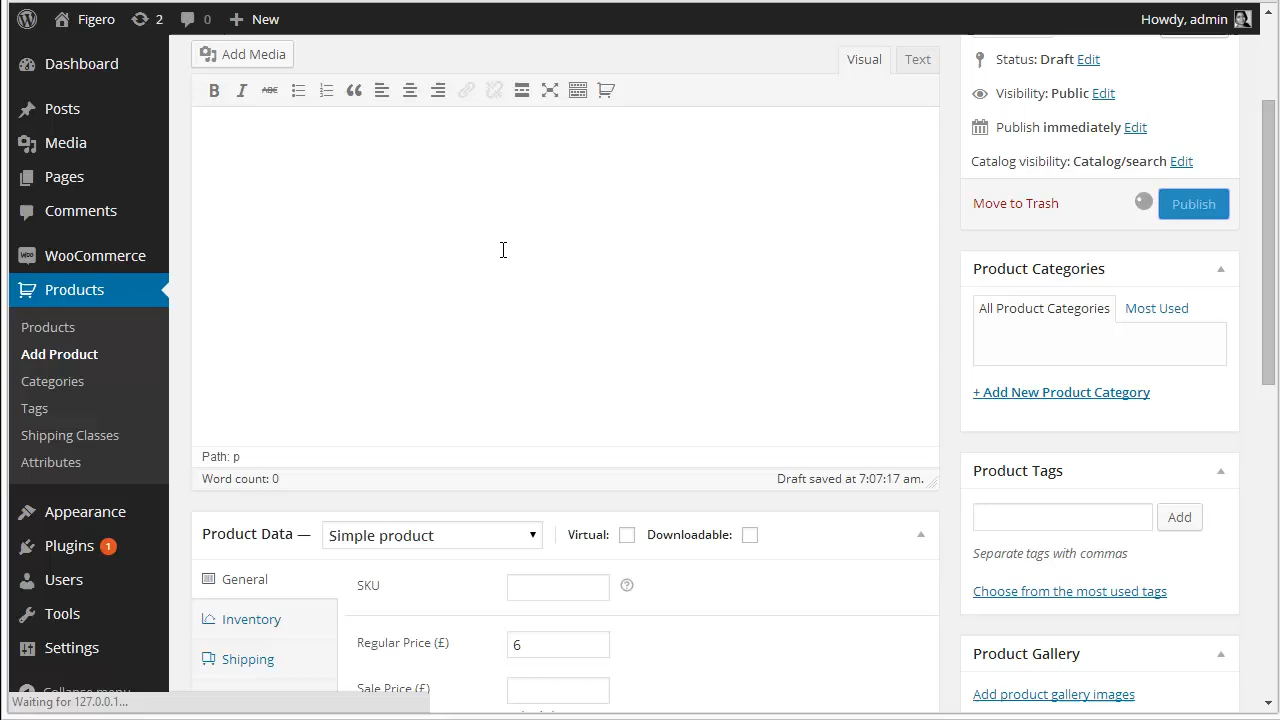 Figero 2 0 New Howdy, admin
Dashboard
Posts
Media
Pages
Comments
WooCommerce
Products
Products
Add Product
Categories
Tags
Shipping Classes
Attributes
Appearance
Plugins 1
Users
Tools
Settings
Collapse menu
Add Media
Visual Text
B I ABC
Path: p
Word count: 0 Draft saved at 7:07:17 am.
Product Data — Simple product Virtual: Downloadable:
General
Inventory
Shipping
SKU
Regular Price (£) 6
Sale Price (£)
Status: Draft Edit
Visibility: Public Edit
Publish immediately Edit
Catalog visibility: Catalog/search Edit
Move to Trash Publish
Product Categories
All Product Categories Most Used
+ Add New Product Category
Product Tags
Add
Separate tags with commas
Choose from the most used tags
Product Gallery
Add product gallery images
Waiting for 127.0.0.1...